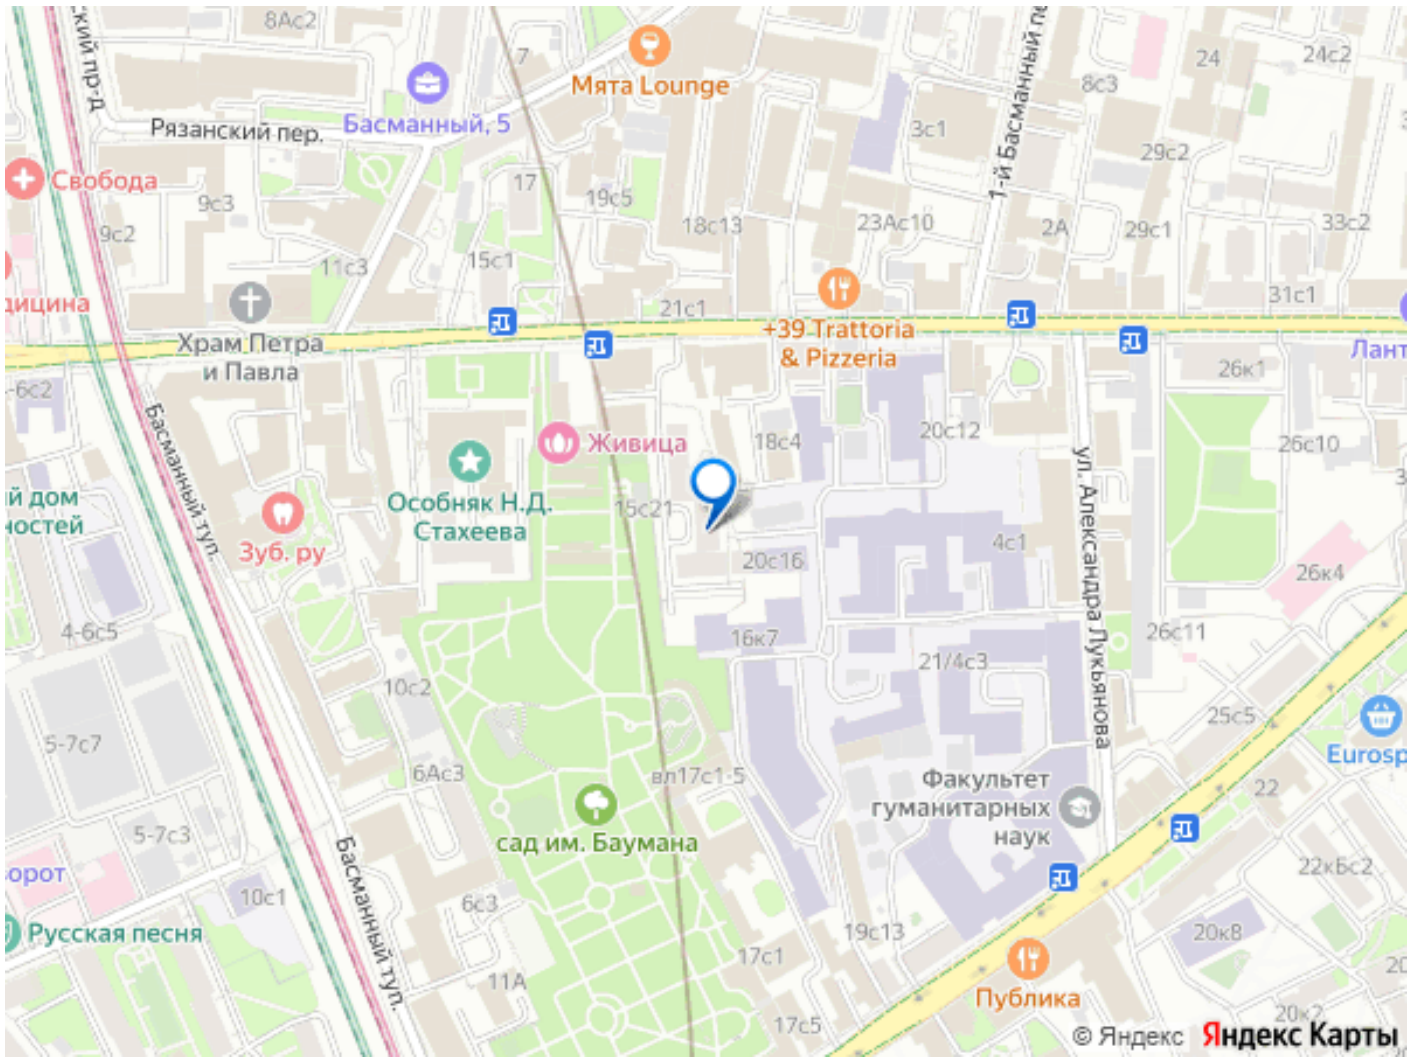 8Ас2
7
Мята Lounge
24
24с2
8с3
Басманный, 5
Рязанский пер.
3с1
29с2
1-й Басманный пе
Свобода
17
19с5
9с3
9с2
18с13
23Ас10
2А
29с1
33с2
11с3
15с1
дицина
21с1
31с1
Храм Петра
и Павла
+39 Trattoria
& Pizzeria
Лант
-6с2
26к1
Басманный туп.
Живица
18с4
20с12
26с10
ул. Александра Лукьянова
Особняк Н.Д.
Стахеева
15с21
й дом
ностей
Зуб. ру
4с1
20с16
26к4
4-6с5
16к7
26с11
21/4с3
10с2
25с5
5-7с7
6Ас3
вл17с1-5
Eurosp
Факультет
гуманитарных
наук
22
сад им. Баумана
5-7с3
Басманный туп.
22кБс2
орот
10с1
6с3
Русская песня
19с13
20к8
17с1
11А
Публика
20
20к2
17с5
© Яндекс Яндекс Карты